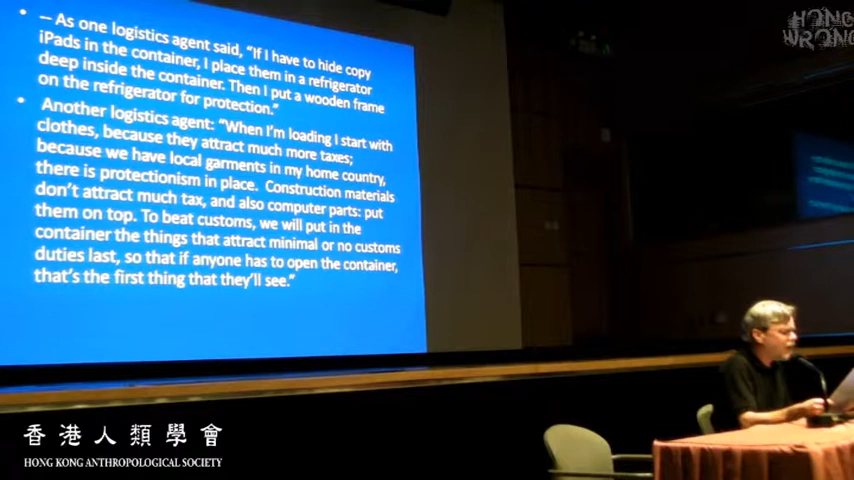 • – As one logistics agent said, “If I have to hide copy
iPads in the container, I place them in a refrigerator
deep inside the container. Then I put a wooden frame
on the refrigerator for protection.”
• Another logistics agent: “When I’m loading I start with
clothes, because they attract much more taxes;
because we have local garments in my home country,
there is protectionism in place. Construction materials
don’t attract much tax, and also computer parts: put
them on top. To beat customs, we will put in the
container the things that attract minimal or no customs
duties last, so that if anyone has to open the container,
that’s the first thing that they’ll see.”
HONG
WRONG
香港人類學會
HONG KONG ANTHROPOLOGICAL SOCIETY